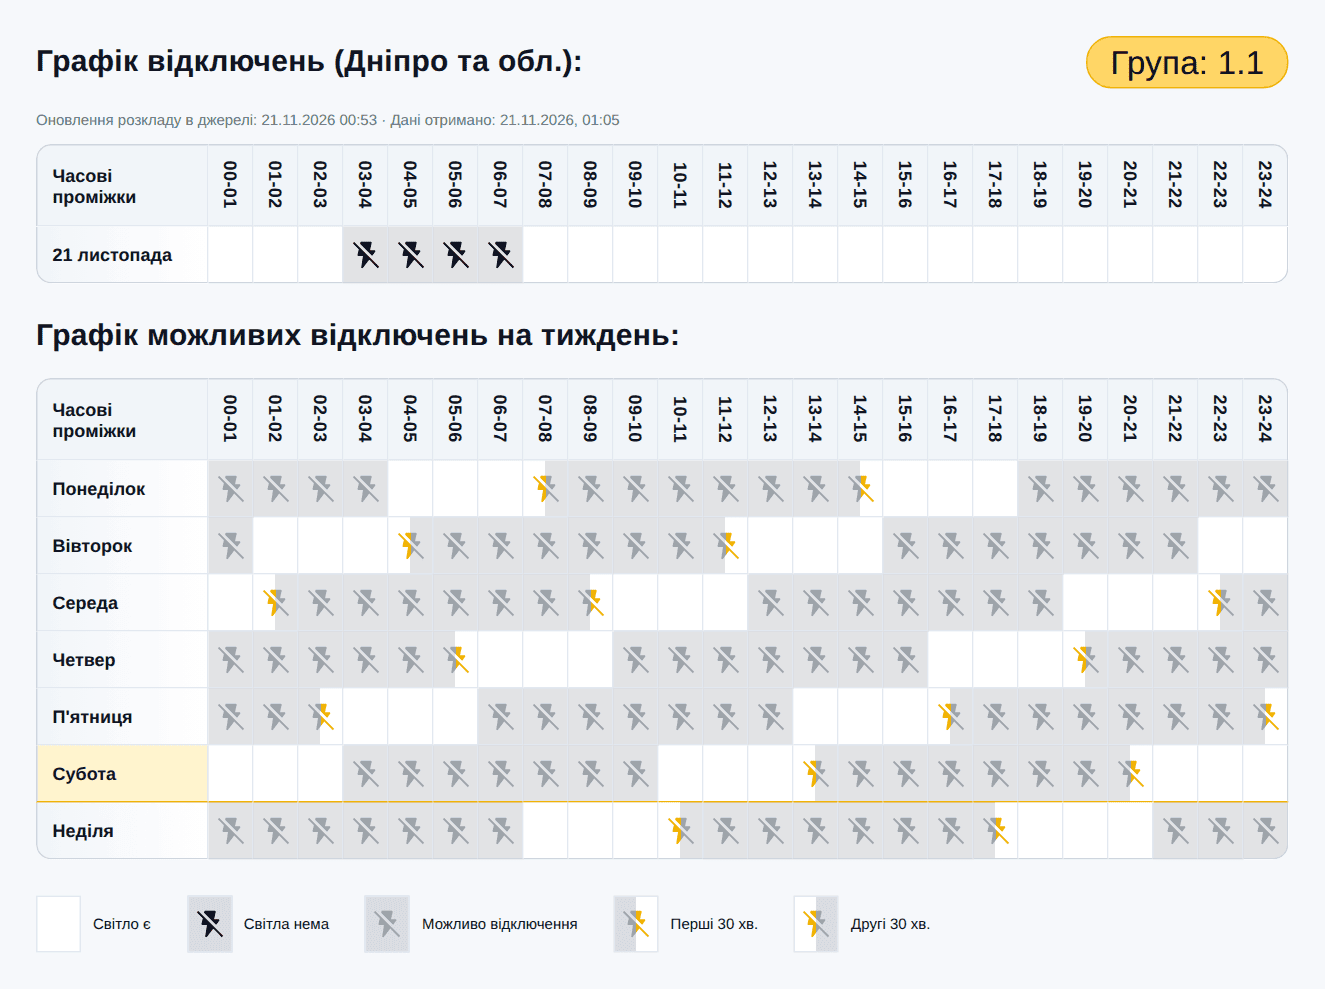 Графік відключень (Дніпро та обл.):
Група: 1.1
Оновлення розкладу в джерелі: 21.11.2026 00:53 · Дані отримано: 21.11.2026, 01:05
Часові
проміжки
00-01 01-02 02-03 03-04 04-05 05-06 06-07 07-08 08-09 09-10 10-11 11-12 12-13 13-14 14-15 15-16 16-17 17-18 18-19 19-20 20-21 21-22 22-23 23-24
21 листопада
Графік можливих відключень на тиждень:
Часові
проміжки
00-01 01-02 02-03 03-04 04-05 05-06 06-07 07-08 08-09 09-10 10-11 11-12 12-13 13-14 14-15 15-16 16-17 17-18 18-19 19-20 20-21 21-22 22-23 23-24
Понеділок
Вівторок
Середа
Четвер
П'ятниця
Субота
Неділя
Світло є
Світла нема
Можливо відключення
Перші 30 хв.
Другі 30 хв.